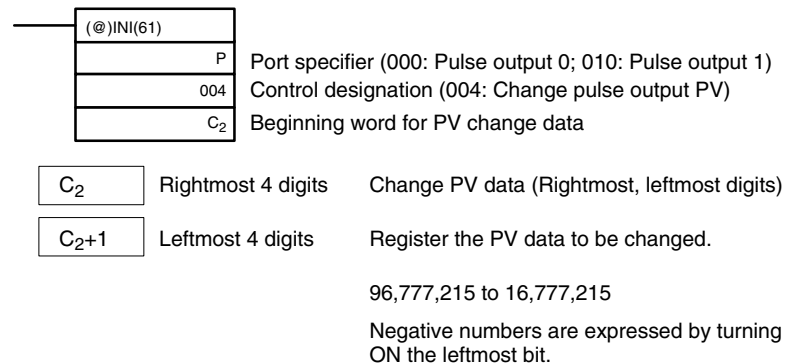 (@)INI(61)
P Port specifier (000: Pulse output 0; 010: Pulse output 1)
004 Control designation (004: Change pulse output PV)
C2 Beginning word for PV change data
C2 Rightmost 4 digits Change PV data (Rightmost, leftmost digits)
C2+1 Leftmost 4 digits Register the PV data to be changed.
96,777,215 to 16,777,215
Negative numbers are expressed by turning
ON the leftmost bit.